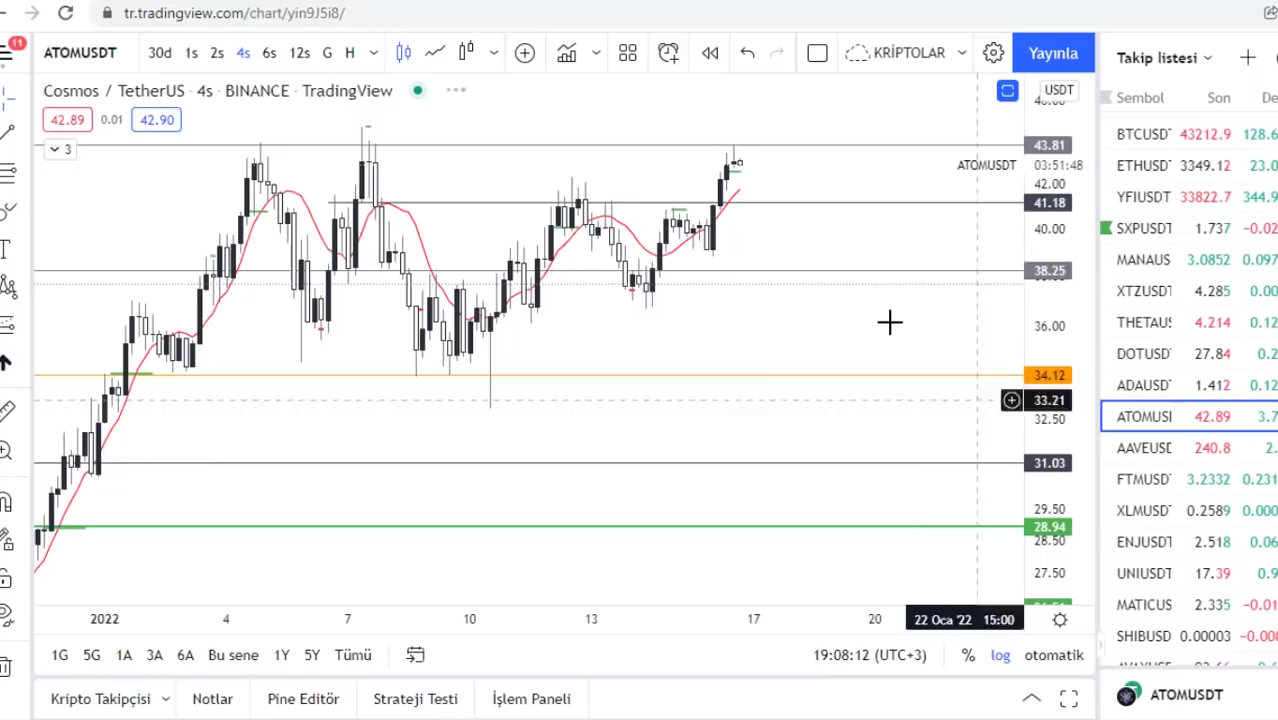 tr.tradingview.com/chart/yin9J5i8/
11
ATOMUSDT 30d 1s 2s 4s 6s 12s G H KRİPTOLAR Yayınla
Takip listesi
Cosmos / TetherUS · 4s · BINANCE · TradingView
USDT
42.89 0.01 42.90
3
43.81
ATOMUSDT 03:51:48
42.00
41.18
40.00
38.25
36.00
34.12
33.21
32.50
31.03
29.50
28.94
28.50
27.50
2022 4 7 10 13 17 20 22 Oca '22 15:00
1G 5G 1A 3A 6A Bu sene 1Y 5Y Tümü 19:08:12 (UTC+3) % log otomatik
Kripto Takipçisi Notlar Pine Editör Strateji Testi İşlem Paneli
Sembol Son De
BTCUSDT 43212.9 128.6
ETHUSDT 3349.12 23.0
YFIUSDT 33822.7 344.9
SXPUSDT 1.737 -0.02
MANAUS 3.0852 0.097
XTZUSDT 4.285 0.00
THETAUS 4.214 0.12
DOTUSD 27.84 0.2
ADAUSD 1.412 0.12
ATOMUSI 42.89 3.7
AAVEUSD 240.8 2.
FTMUSD 3.2332 0.231
XLMUSD 0.2589 0.000
ENJUSDT 2.518 0.06
UNIUSDT 17.39 0.9
MATICUS 2.335 -0.01
SHIBUSD 0.00003 -0.000
ATOMUSDT